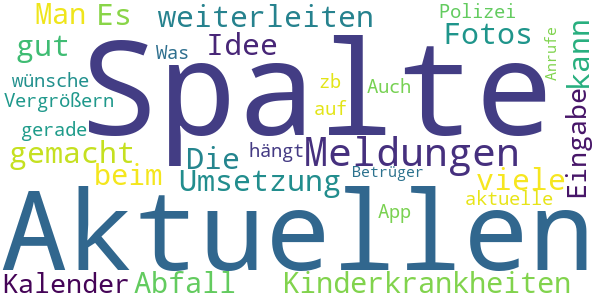 Man Es weiterleiten Polizei
Fotos
gut Was Idee Anrufe
kann
Spalte
wünsche zb Auch
Vergrößern auf
gerade
gemacht Die hängt Meldungen Eingabe
beim Umsetzung Betrüger viele
aktuelle
Aktuellen
App
Kalender Abfall Kinderkrankheiten